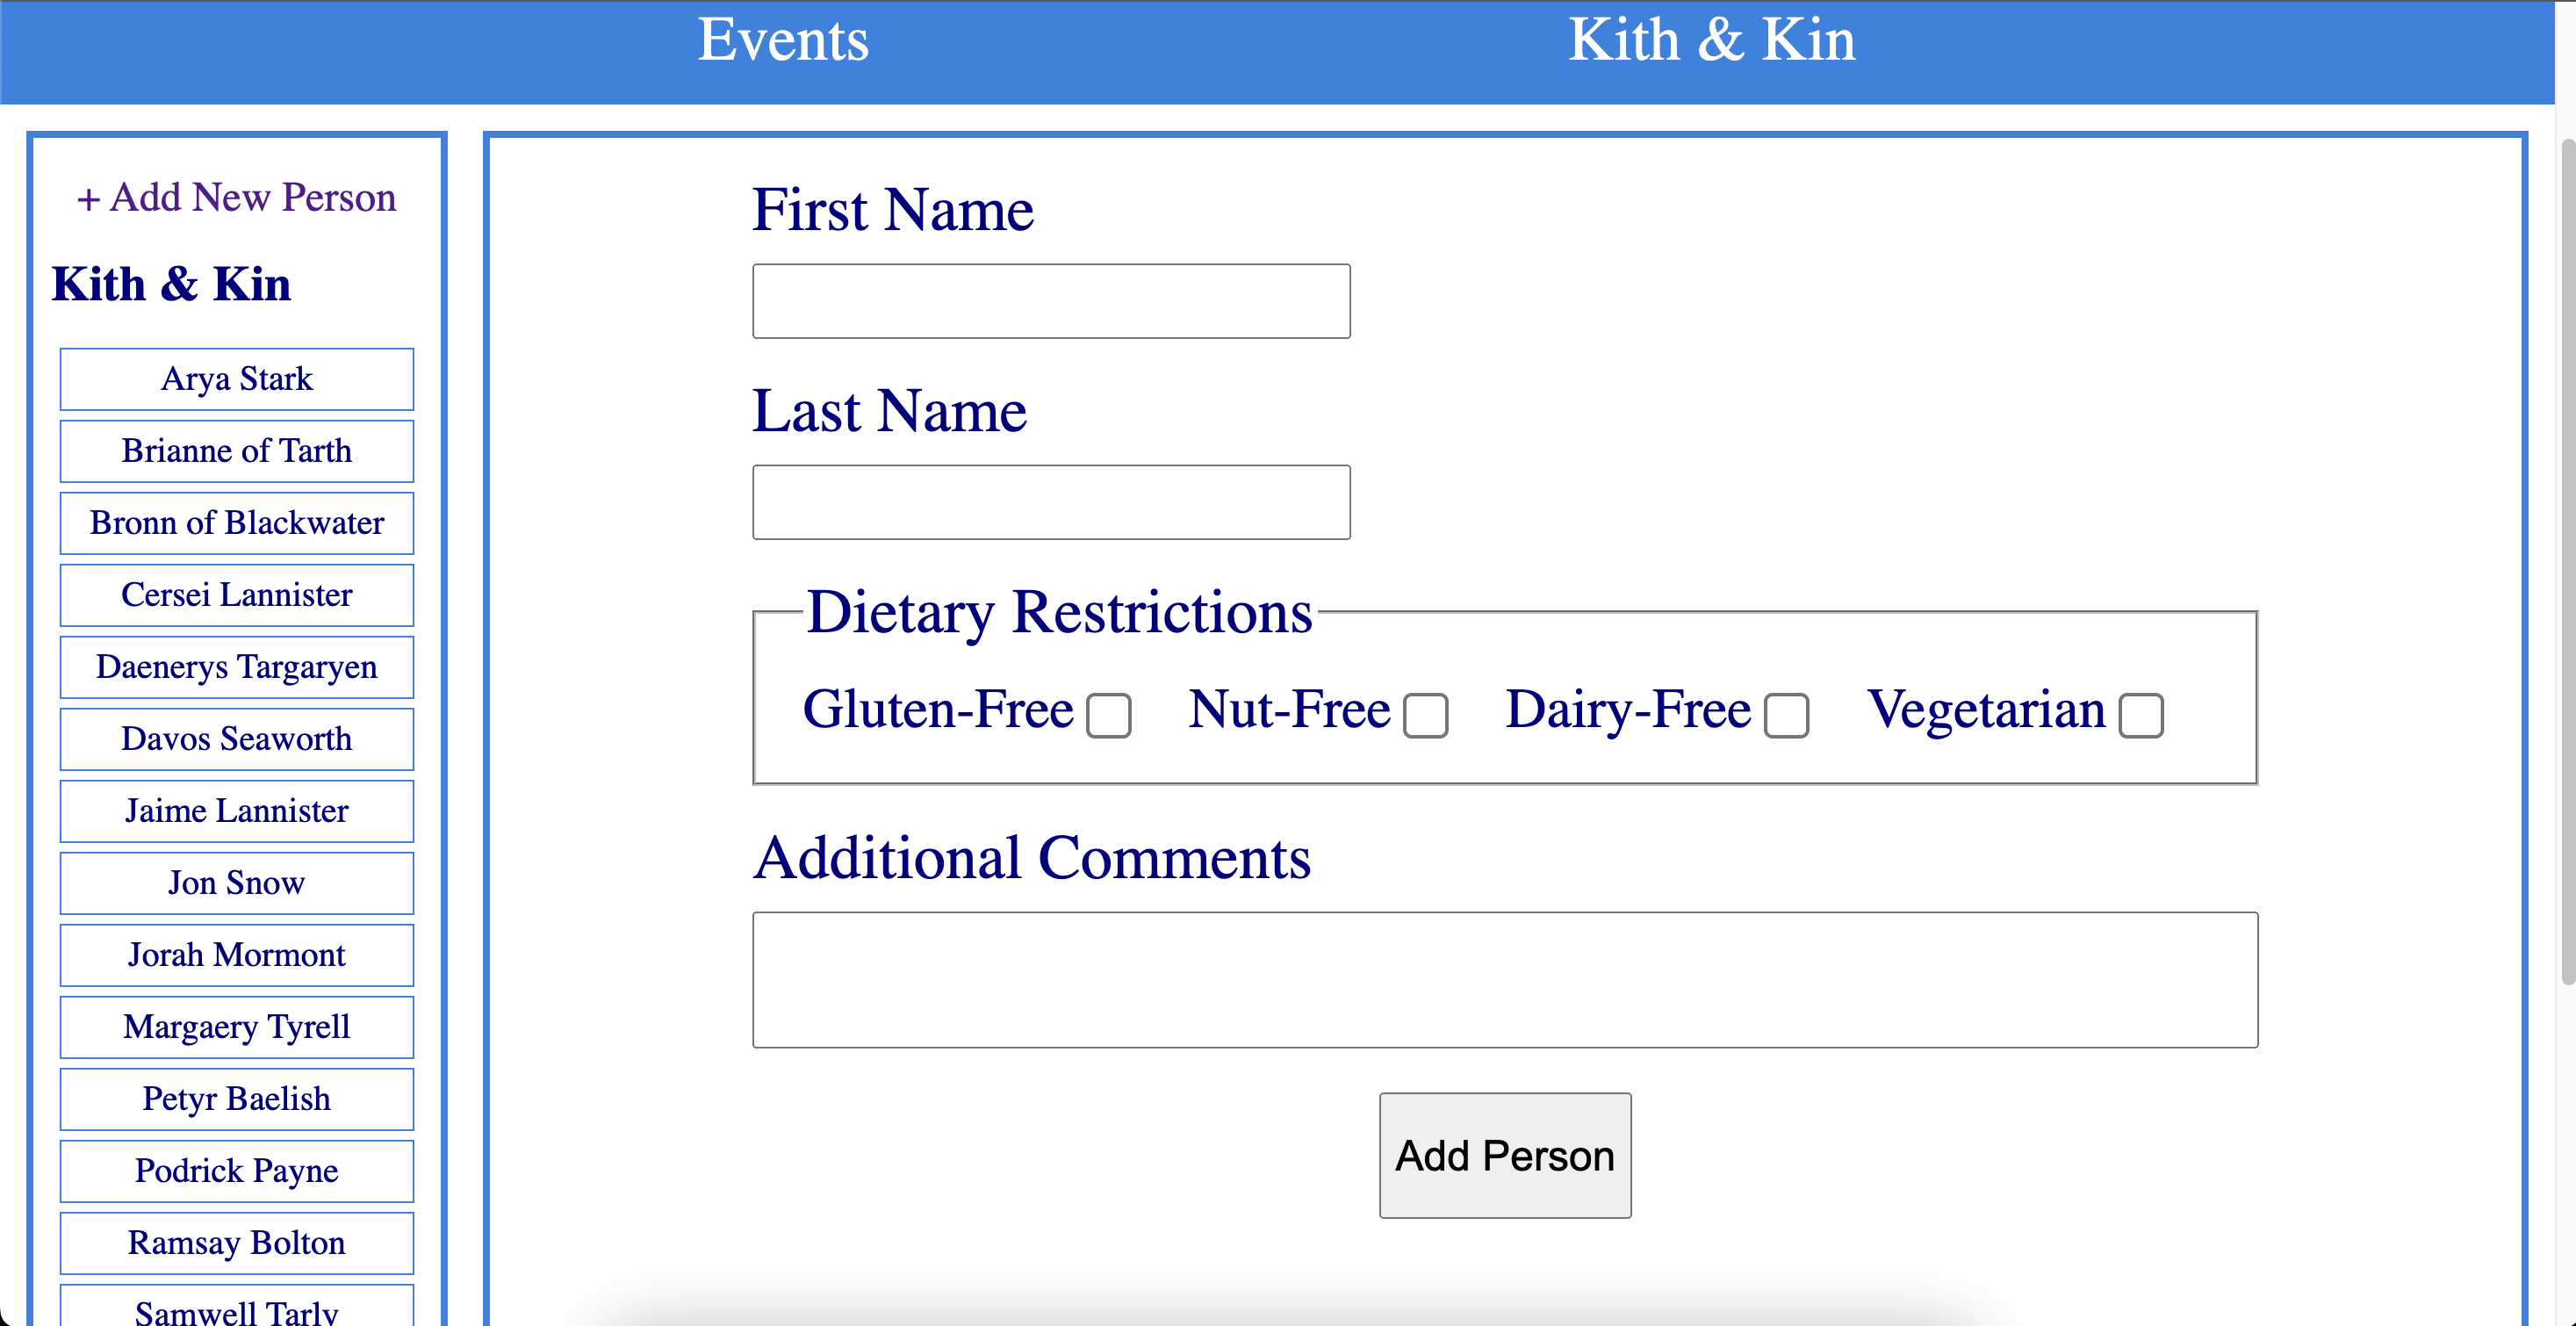 Events Kith & Kin
+ Add New Person
Kith & Kin
Arya Stark
Brianne of Tarth
Bronn of Blackwater
Cersei Lannister
Daenerys Targaryen
Davos Seaworth
Jaime Lannister
Jon Snow
Jorah Mormont
Margaery Tyrell
Petyr Baelish
Podrick Payne
Ramsay Bolton
Samwell Tarly
First Name
Last Name
Dietary Restrictions
Gluten-Free Nut-Free Dairy-Free Vegetarian
Additional Comments
Add Person